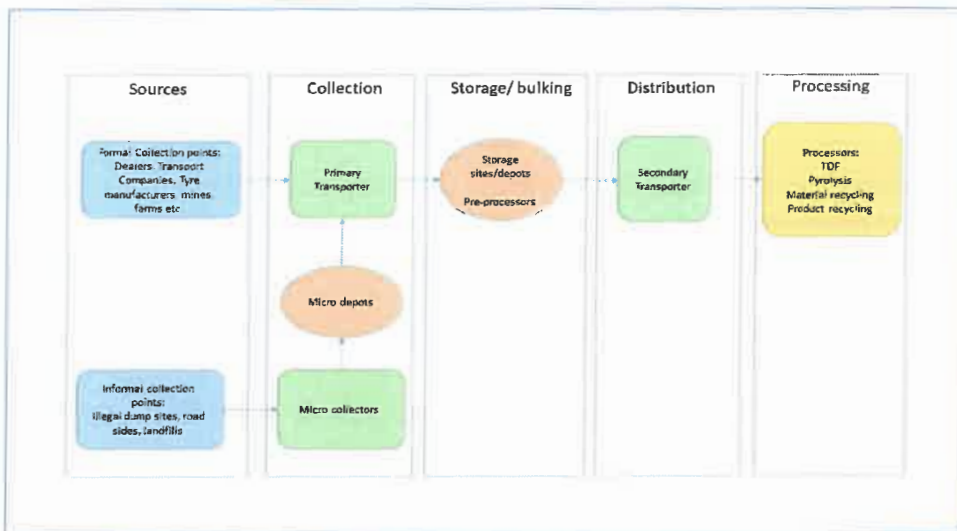 Sources
Collection
Storage/ bulking
Distribution
Processing
Formal Collection points:
Dealers, Transport
Companies, Tyre
manufacturers, mines,
farms etc
Primary
Transporter
Storage
sites/depots
Pre-processors
Secondary
Transporter
Processors:
TDF
Pyrolysis
Material recycling
Product recycling
Micro depots
Informal collection
points:
Illegal dump sites, road
sides, landfills
Micro collectors